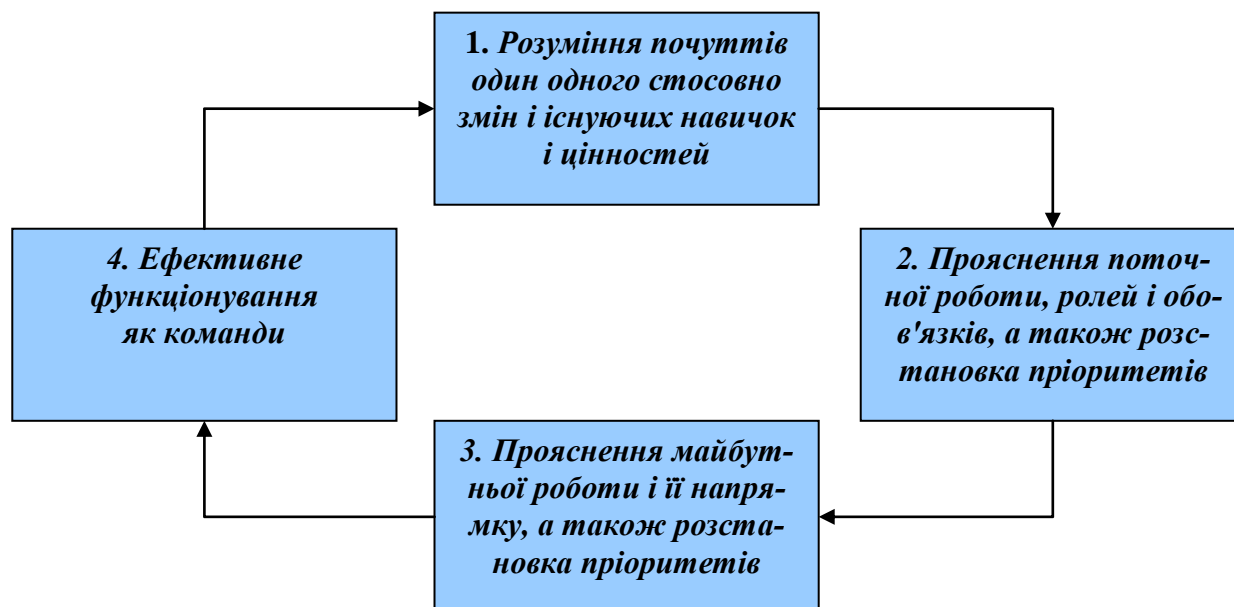 1. Розуміння почуттів
один одного стосовно
змін і існуючих навичок
і цінностей
2. Прояснення поточ-
ної роботи, ролей і обо-
в'язків, а також розс-
тановка пріоритетів
3. Прояснення майбут-
ньої роботи і її напря-
мку, а також розста-
новка пріоритетів
4. Ефективне
функціонування
як команди